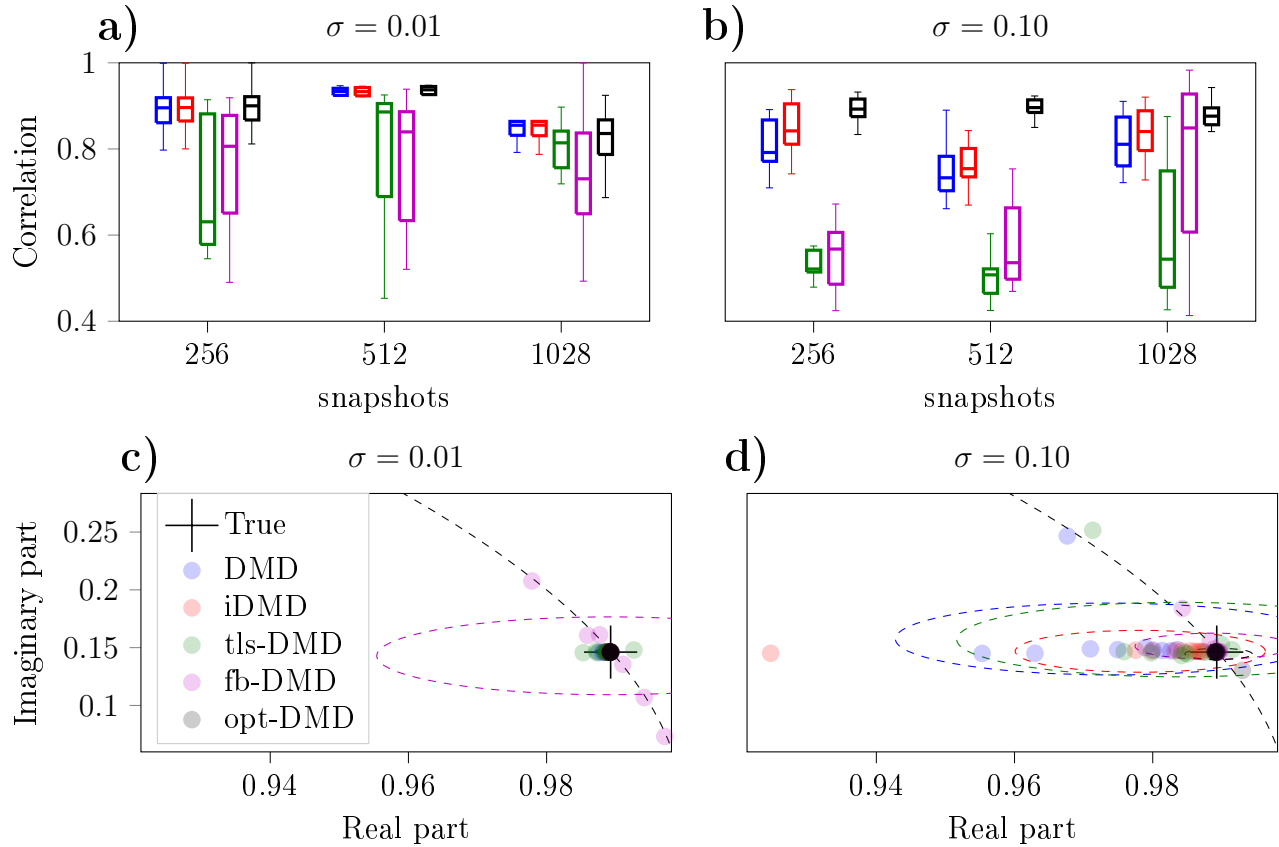 a)
σ = 0.01
b)
σ = 0.10
Correlation
1
0.8
0.6
0.4
256
512
1028
snapshots
256
512
1028
snapshots
c)
σ = 0.01
d)
σ = 0.10
Imaginary part
0.25
0.2
0.15
0.1
True
DMD
iDMD
tls-DMD
fb-DMD
opt-DMD
0.94
0.96
0.98
Real part
0.94
0.96
0.98
Real part